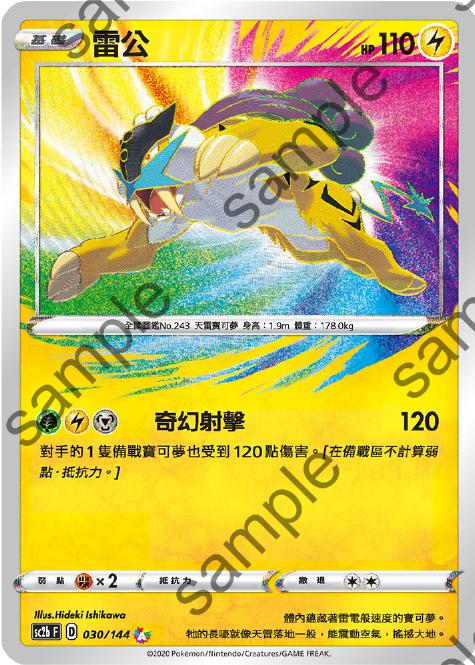 基礎 雷公 HP 110
全國圖鑑No.243 天雷寶可夢 身高：1.9m 體重：178.0kg
奇幻射擊 120
對手的1隻備戰寶可夢也受到120點傷害。[在備戰區不計算弱
點·抵抗力。]
弱點 ×2 抵抗力 撤退
Illus.Hideki Ishikawa
sc2b F D 030/144
體內蘊藏著雷電般速度的寶可夢。
牠的長嚎就像天雷落地一般，能震動空氣，搖撼大地。
©2020 Pokémon/Nintendo/Creatures/GAME FREAK.
sample
sample
sample
sample
sample
sample